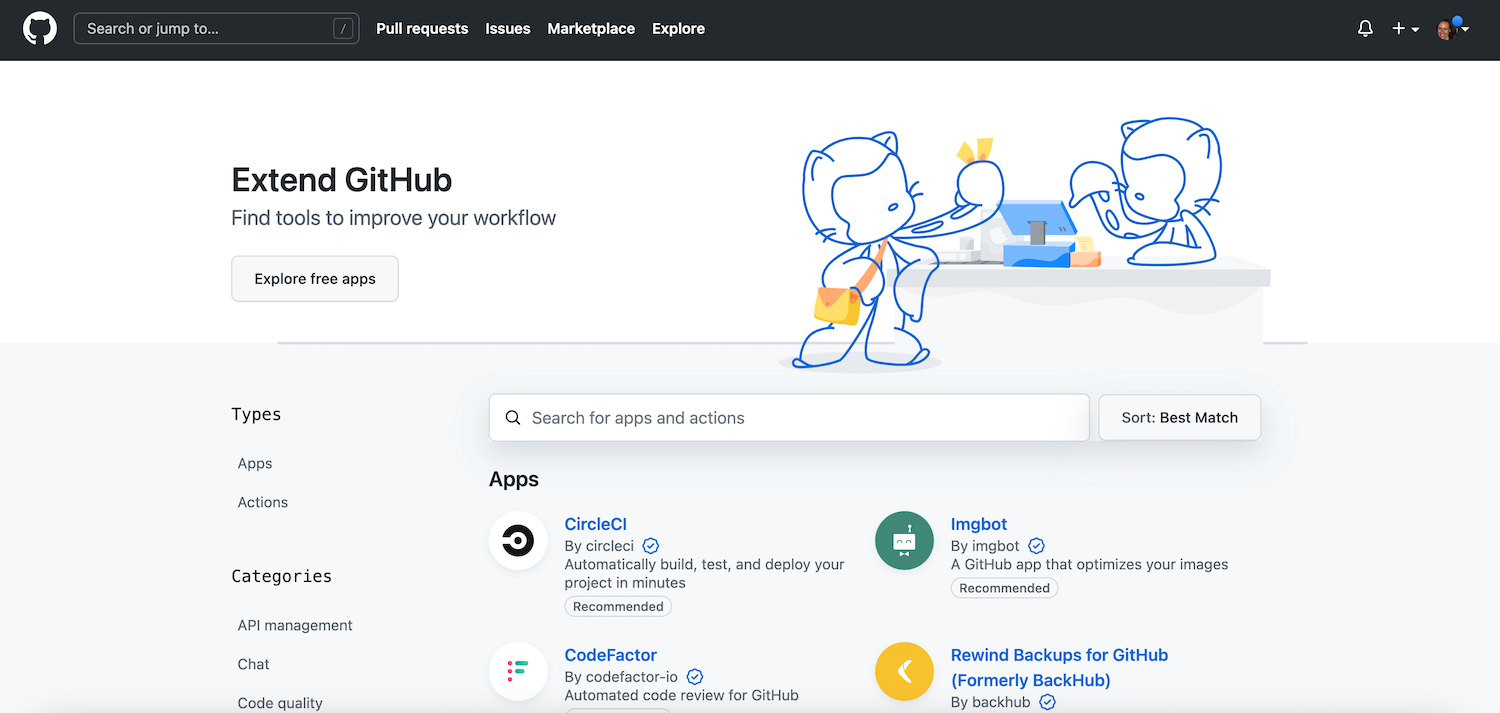 Search or jump to... /
Pull requests
Issues
Marketplace
Explore
Extend GitHub
Find tools to improve your workflow
Explore free apps
Types
Apps
Actions
Categories
API management
Chat
Code quality
Search for apps and actions
Sort: Best Match
Apps
CircleCI
By circleci
Automatically build, test, and deploy your
project in minutes
Recommended
Imgbot
By imgbot
A GitHub app that optimizes your images
Recommended
CodeFactor
By codefactor-io
Automated code review for GitHub
Rewind Backups for GitHub
(Formerly BackHub)
By backhub